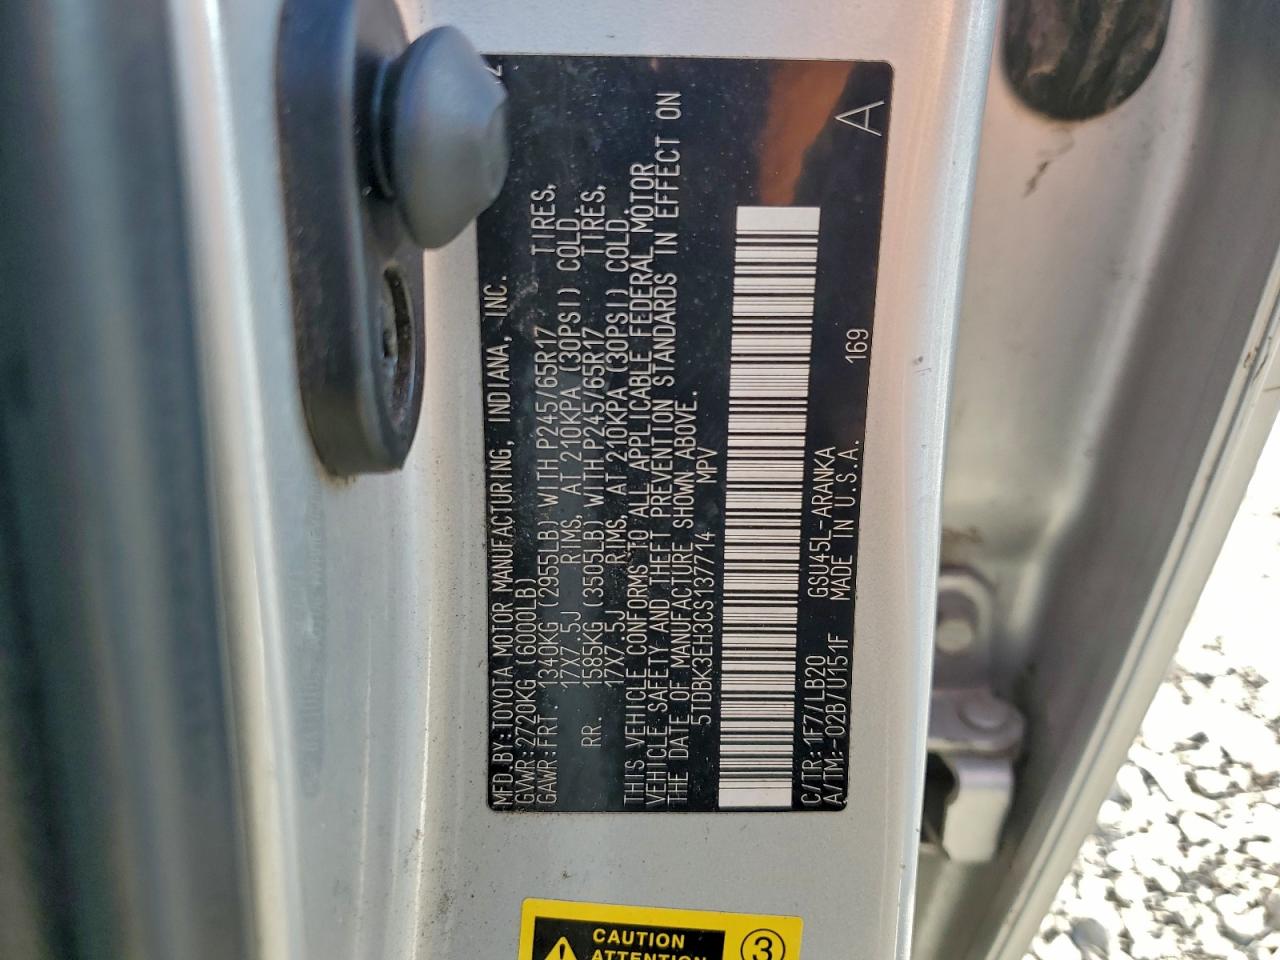 MFD.BY:TOYOTA MOTOR MANUFACTURING, INDIANA, INC.
GVWR:2720KG (6000LB)
GAWR:FRT. 1340KG (2955LB) WITH P245/65R17 TIRES,
17X7.5J RIMS, AT 210KPA (30PSI) COLD.
RR. 1585KG (3505LB) WITH P245/65R17 TIRES,
17X7.5J RIMS, AT 210KPA (30PSI) COLD.
THIS VEHICLE CONFORMS TO ALL APPLICABLE FEDERAL MOTOR
VEHICLE SAFETY AND THEFT PREVENTION STANDARDS IN EFFECT ON
THE DATE OF MANUFACTURE SHOWN ABOVE.
5TDBK3EH3CS137714 MPV
C/TR:1F7/LB20 GSU45L-ARANKA 169 A
A/TM:-02B/U151F MADE IN U.S.A.
CAUTION
ATTENTION
3